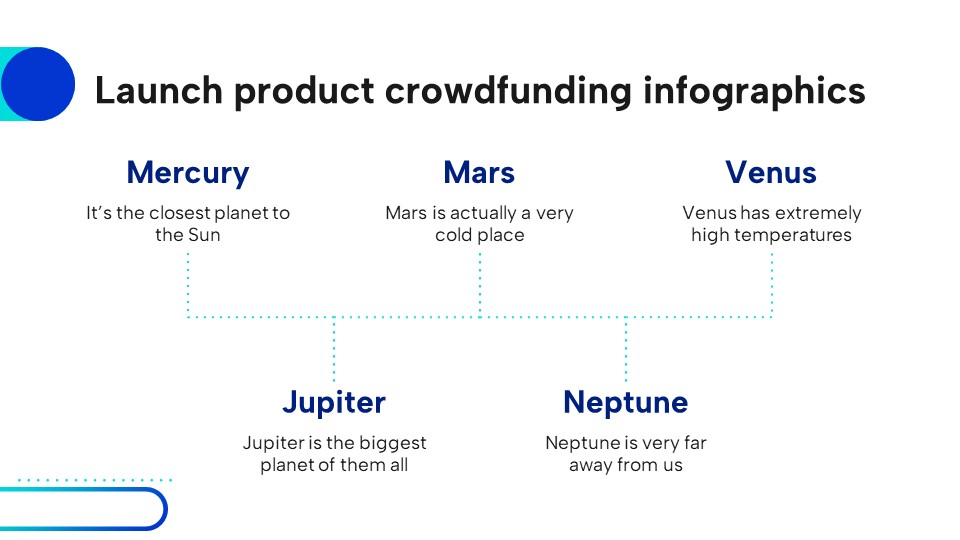 Launch product crowdfunding infographics
Mercury
It's the closest planet to
the Sun
Mars
Mars is actually a very
cold place
Venus
Venus has extremely
high temperatures
Jupiter
Jupiter is the biggest
planet of them all
Neptune
Neptune is very far
away from us